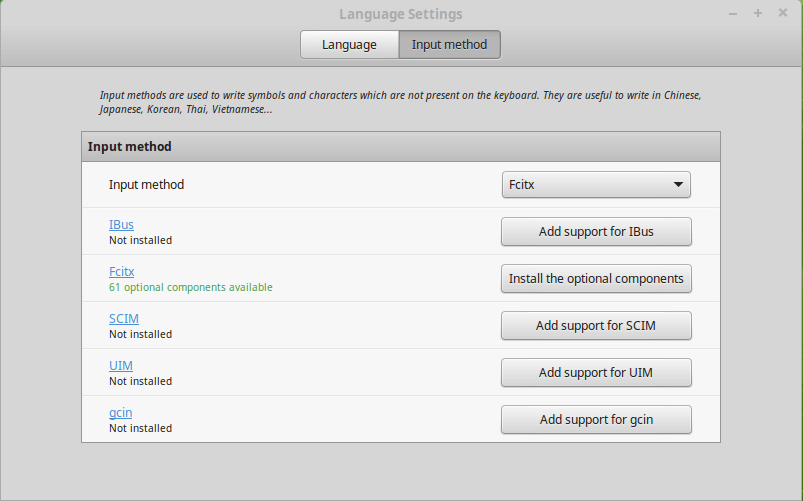 Language Settings
Language
Input method
Input methods are used to write symbols and characters which are not present on the keyboard. They are useful to write in Chinese,
Japanese, Korean, Thai, Vietnamese...
Input method
Input method
Fcitx
IBus
Not installed
Add support for IBus
Fcitx
61 optional components available
Install the optional components
SCIM
Not installed
Add support for SCIM
UIM
Not installed
Add support for UIM
gcin
Not installed
Add support for gcin